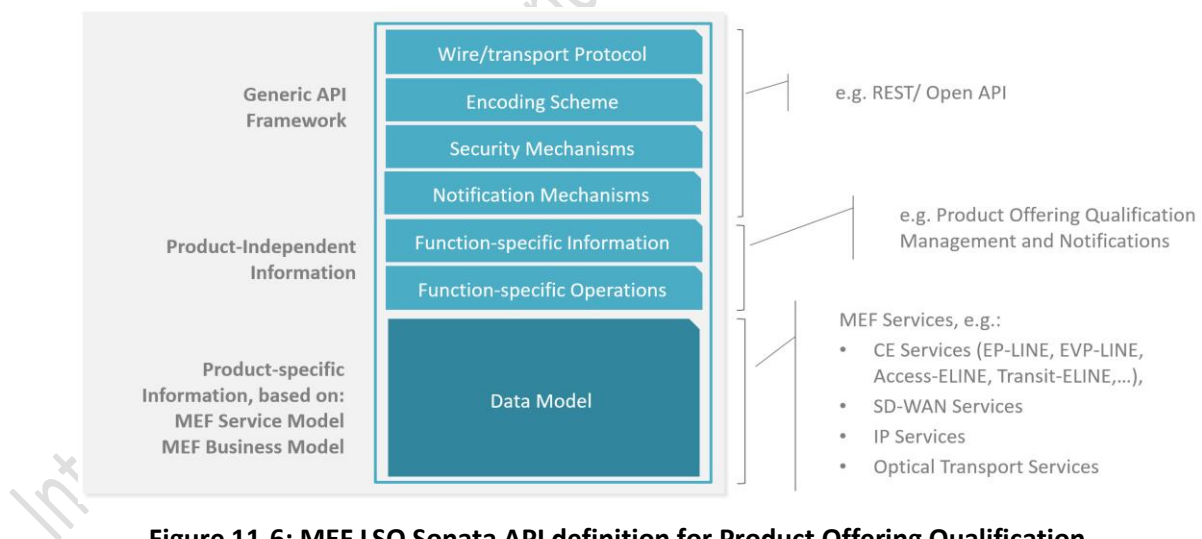 Wire/transport Protocol
Generic API
Framework
Encoding Scheme
e.g. REST/ Open API
Security Mechanisms
Notification Mechanisms
Product-Independent
Information
Function-specific Information
Function-specific Operations
e.g. Product Offering Qualification
Management and Notifications
Product-specific
Information, based on:
MEF Service Model
MEF Business Model
Data Model
MEF Services, e.g.:
• CE Services (EP-LINE, EVP-LINE,
Access-ELINE, Transit-ELINE,...),
• SD-WAN Services
• IP Services
• Optical Transport Services
Figure 11-6: MEF LSO Sonata API definition for Product Offering Qualification